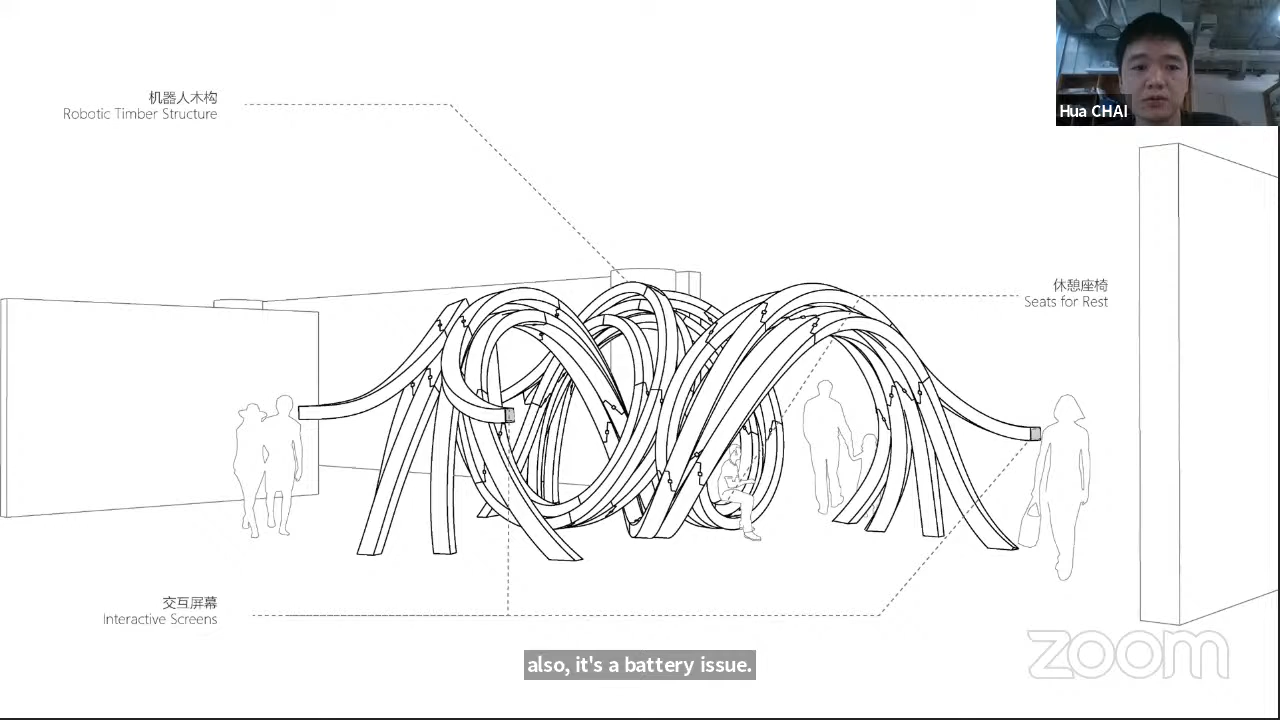 Hua CHAI
机器人木构
Robotic Timber Structure
休憩座椅
Seats for Rest
交互屏幕
Interactive Screens
also, it's a battery issue.
zoom